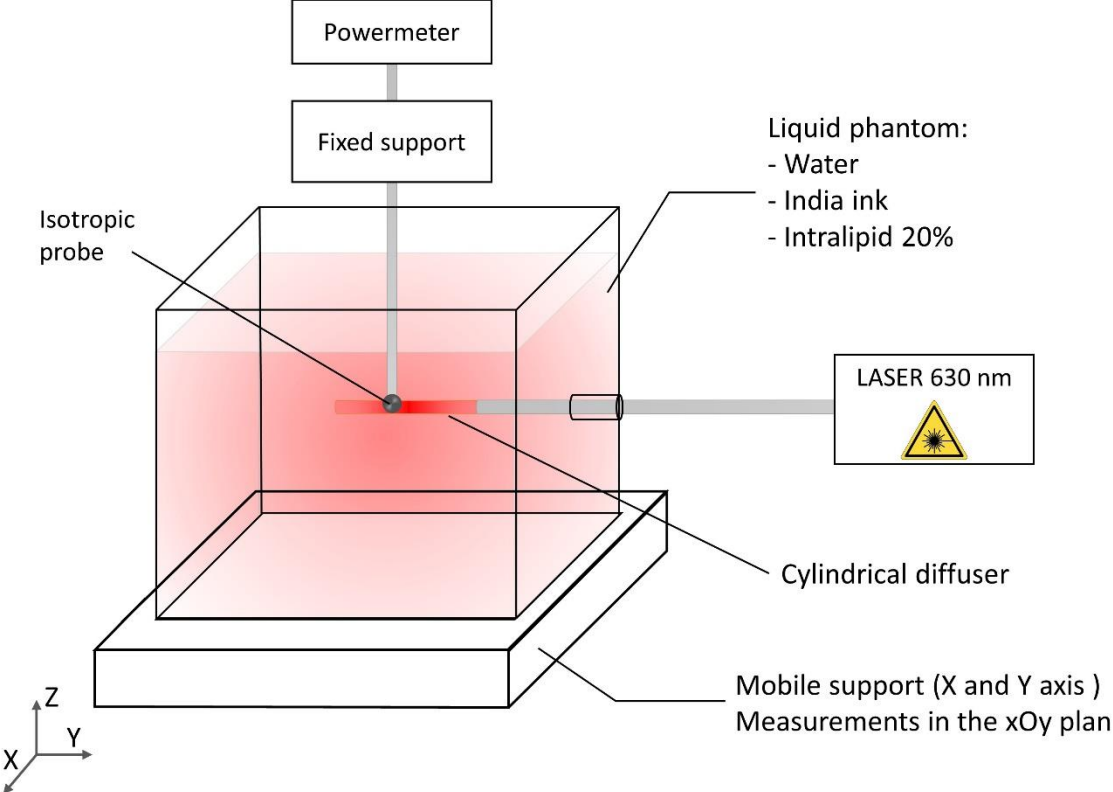 Powermeter
Fixed support
Liquid phantom:
- Water
- India ink
- Intralipid 20%
Isotropic
probe
LASER 630 nm
Cylindrical diffuser
Mobile support (X and Y axis )
Measurements in the xOy plan
Z
Y
X